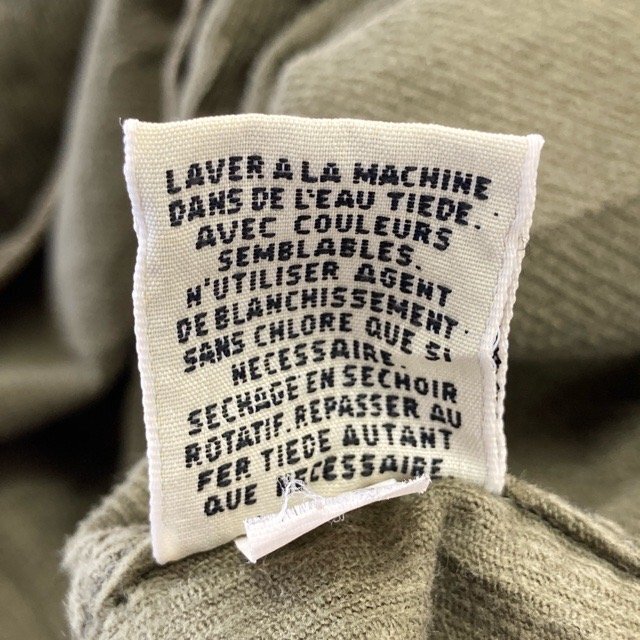 LAVER A LA MACHINE
DANS DE L'EAU TIEDE.
AVEC COULEURS
SEMBLABLES.
N'UTILISER AGENT
DE BLANCHISSEMENT.
SANS CHLORE QUE SI
NECESSAIRE.
SECHAGE EN SECHOIR
ROTATIF. REPASSER AU
FER TIEDE AUTANT
QUE NECESSAIRE